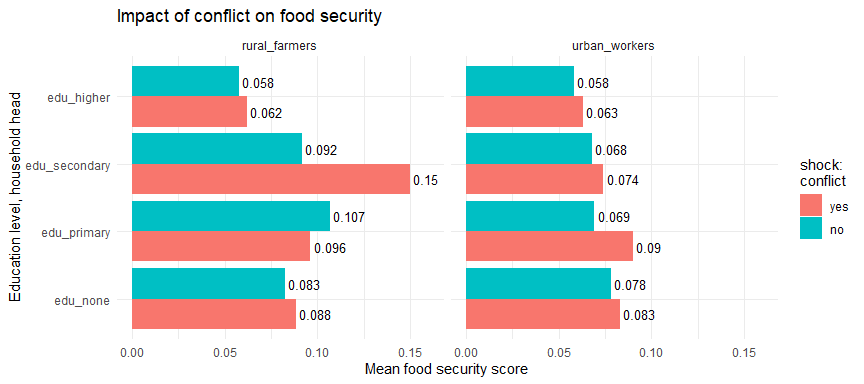 Impact of conflict on food security
rural_farmers
urban_workers
Education level, household head
edu_higher
edu_secondary
edu_primary
edu_none
0.058
0.062
0.092
0.15
0.107
0.096
0.083
0.088
0.058
0.063
0.068
0.074
0.069
0.09
0.078
0.083
0.00 0.05 0.10 0.15
0.00 0.05 0.10 0.15
Mean food security score
shock:
conflict
yes
no